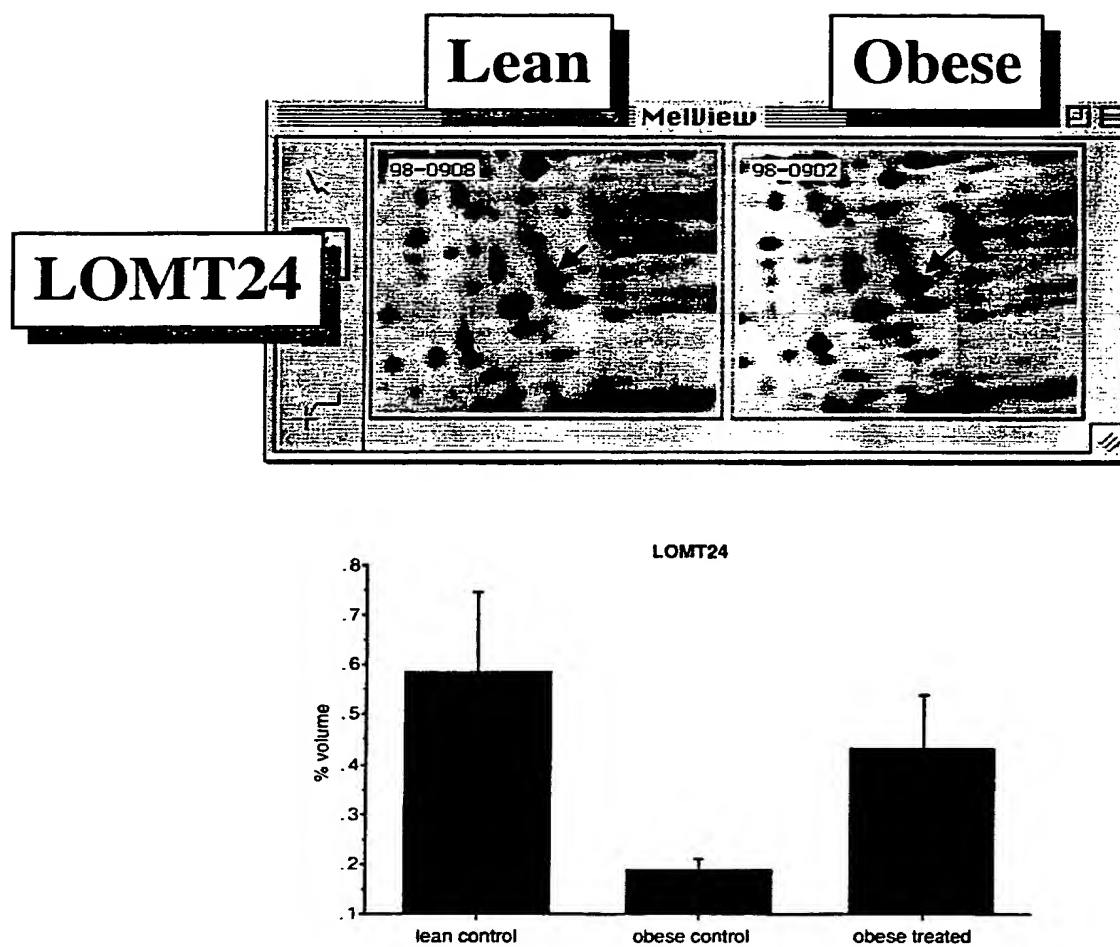 Lean
Obese
MelView
98-0908
98-0902
LOMT24
LOMT24
.8
.7
.6
.5
.4
.3
.2
.1
% volume
lean control
obese control
obese treated